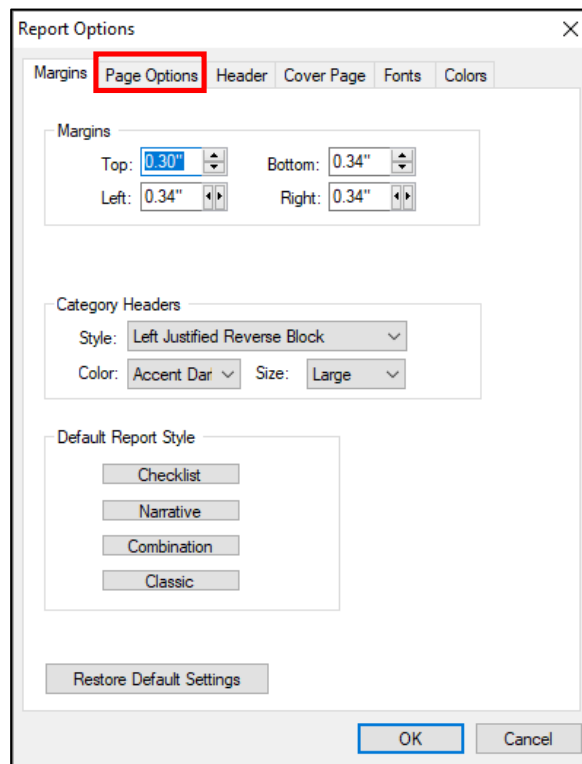 Report Options
Margins Page Options Header Cover Page Fonts Colors
Margins
Top: 0.30" Bottom: 0.34"
Left: 0.34" Right: 0.34"
Category Headers
Style: Left Justified Reverse Block
Color: Accent Dar Size: Large
Default Report Style
Checklist
Narrative
Combination
Classic
Restore Default Settings
OK Cancel